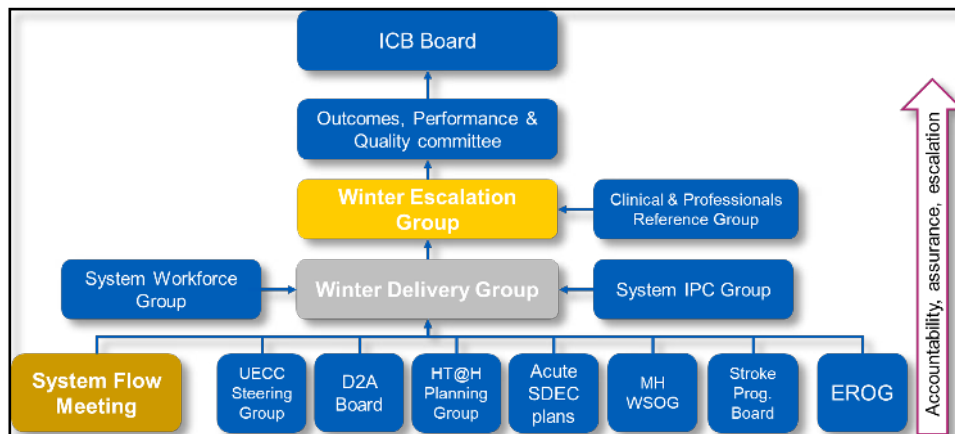 ICB Board
Outcomes, Performance &
Quality committee
Winter Escalation
Group
Clinical & Professionals
Reference Group
System Workforce
Group
Winter Delivery Group
System IPC Group
System Flow
Meeting
UECC
Steering
Group
D2A
Board
HT@H
Planning
Group
Acute
SDEC
plans
MH
WSOG
Stroke
Prog.
Board
EROG
Accountability, assurance, escalation